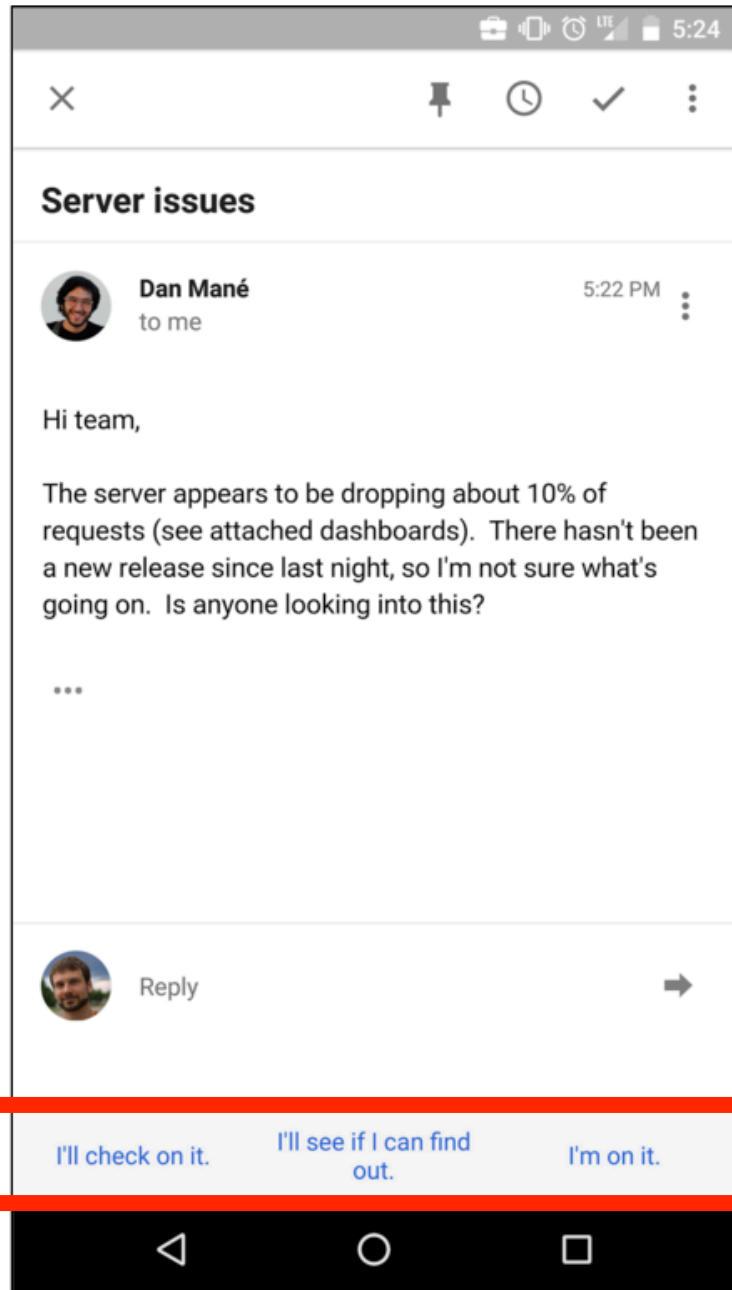 LTE 5:24
Server issues
Dan Mané 5:22 PM
to me
Hi team,
The server appears to be dropping about 10% of
requests (see attached dashboards).  There hasn't been
a new release since last night, so I'm not sure what's
going on.  Is anyone looking into this?
Reply
I'll check on it.
I'll see if I can find
out.
I'm on it.